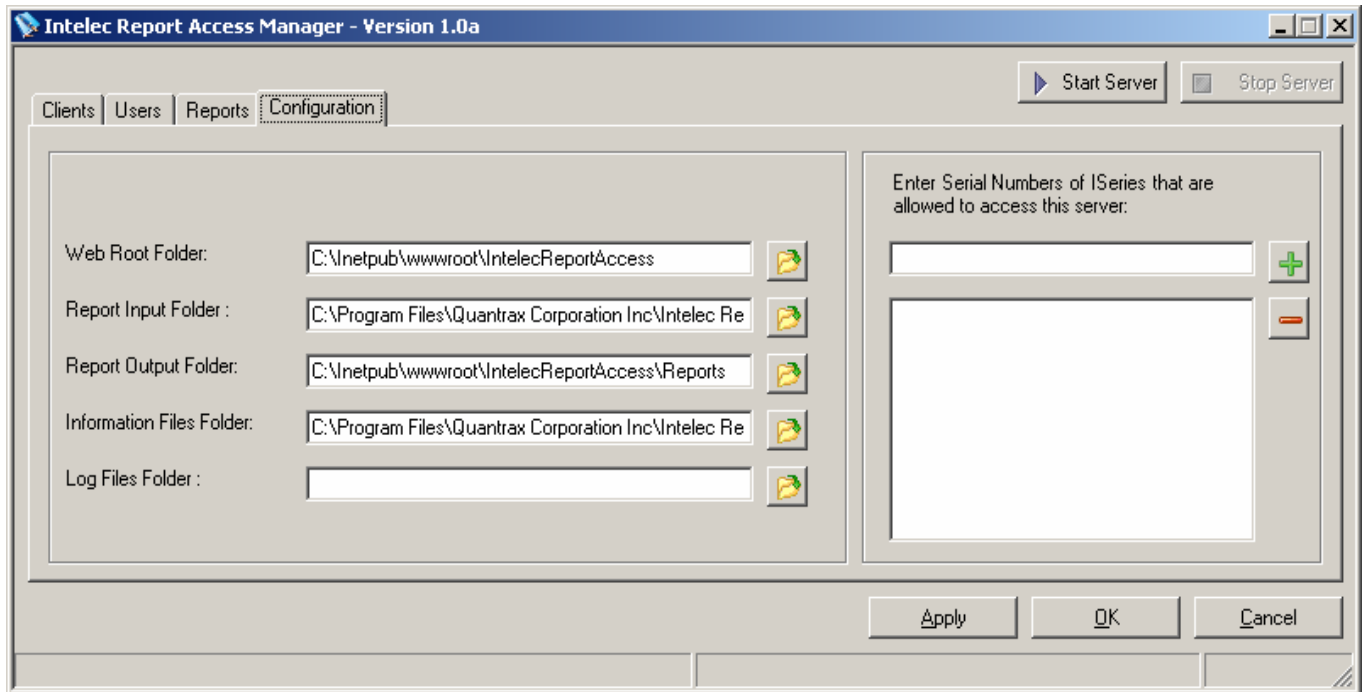 Intelec Report Access Manager - Version 1.0a
Start Server
Stop Server
Clients
Users
Reports
Configuration
Enter Serial Numbers of ISeries that are
allowed to access this server:
Web Root Folder:
C:\Inetpub\wwwroot\IntelecReportAccess
Report Input Folder :
C:\Program Files\Quantrax Corporation Inc\Intelec Re
Report Output Folder:
C:\Inetpub\wwwroot\IntelecReportAccess\Reports
Information Files Folder:
C:\Program Files\Quantrax Corporation Inc\Intelec Re
Log Files Folder :
Apply
OK
Cancel